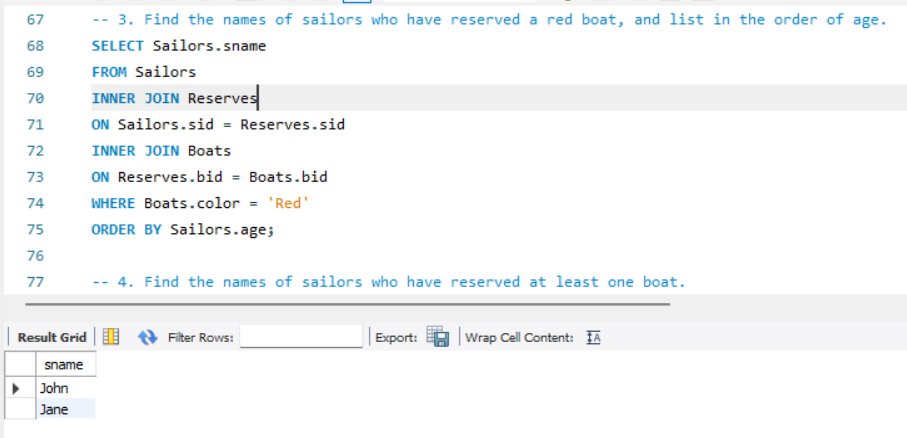 67 -- 3. Find the names of sailors who have reserved a red boat, and list in the order of age.
68 SELECT Sailors.sname
69 FROM Sailors
70 INNER JOIN Reserves
71 ON Sailors.sid = Reserves.sid
72 INNER JOIN Boats
73 ON Reserves.bid = Boats.bid
74 WHERE Boats.color = 'Red'
75 ORDER BY Sailors.age;
76
77 -- 4. Find the names of sailors who have reserved at least one boat.
Result Grid Filter Rows: Export: Wrap Cell Content: IA
sname
John
Jane